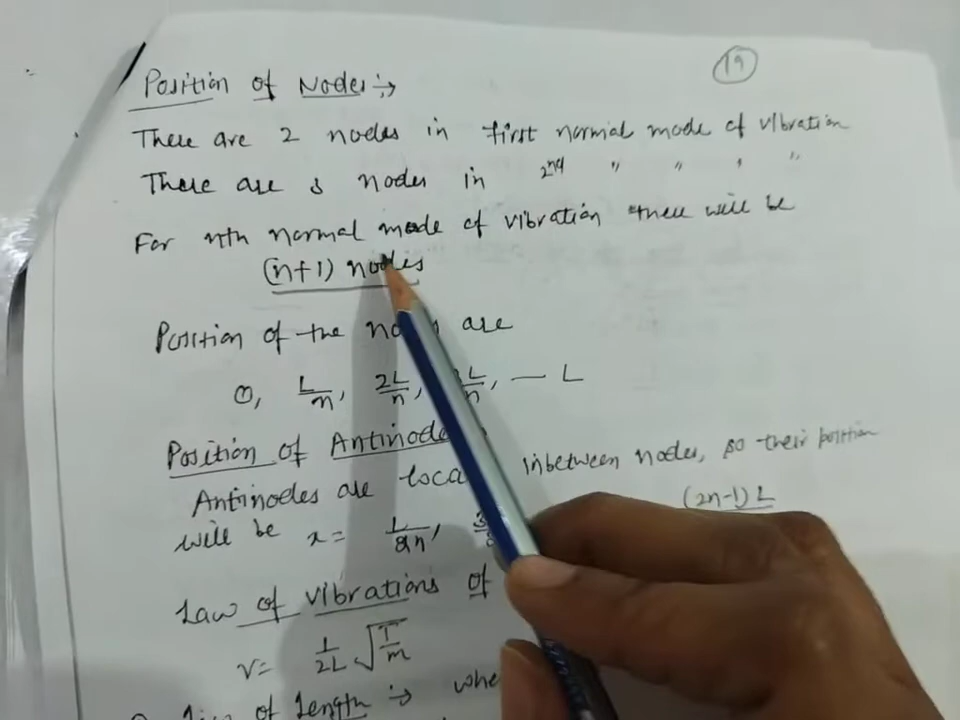 19
Position of Nodes :→
There are 2 nodes in first normal mode of vibration
There are 3 nodes in 2nd " " " "
For nth normal mode of vibration there will be
(n+1) nodes
Position of the are
0, L/n, 2L/n, L/n, — L
Position of Antinode
Antinodes are inbetween nodes, so their position
will be x = L/2n, (2n-1)L
Law of vibrations of
ν = 1/2L √T/m
of length :→